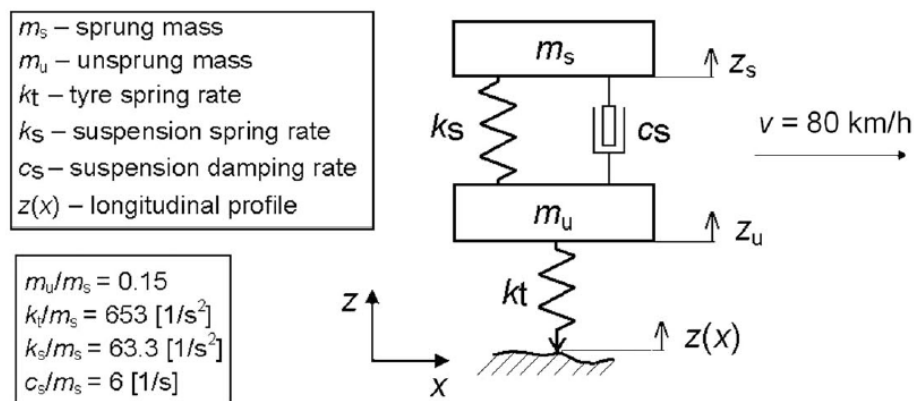 ms – sprung mass
mu – unsprung mass
kt – tyre spring rate
ks – suspension spring rate
cs – suspension damping rate
z(x) – longitudinal profile
mu/ms = 0.15
kt/ms = 653 [1/s²]
ks/ms = 63.3 [1/s²]
cs/ms = 6 [1/s]
ms
zs
ks
cs
v = 80 km/h
mu
zu
kt
z
x
z(x)